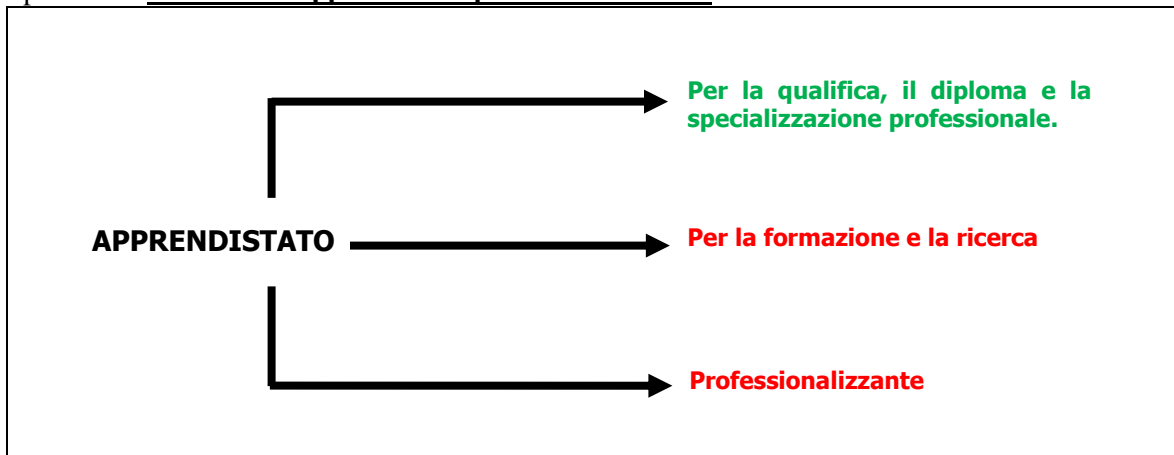 Per la qualifica, il diploma e la
specializzazione professionale.
APPRENDISTATO
Per la formazione e la ricerca
Professionalizzante